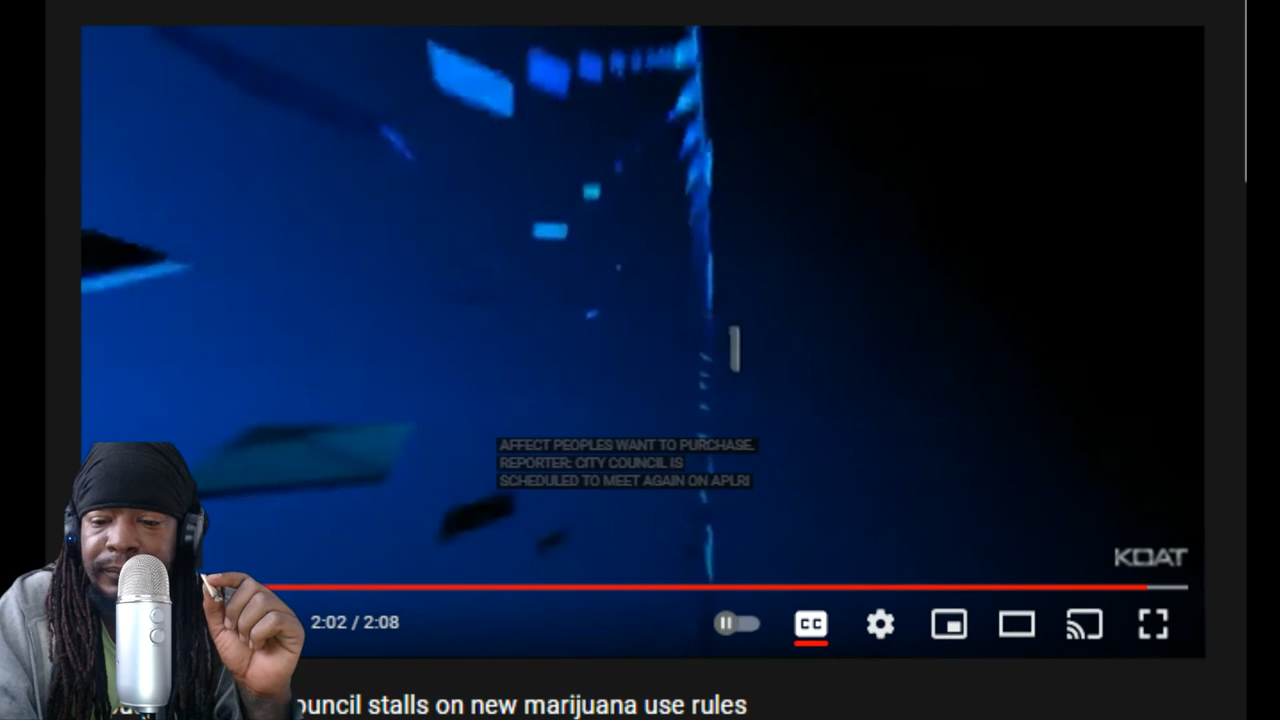 AFFECT PEOPLES WANT TO PURCHASE.
REPORTER: CITY COUNCIL IS
SCHEDULED TO MEET AGAIN ON APLRI
KOAT
2:02 / 2:08
CC
ouncil stalls on new marijuana use rules